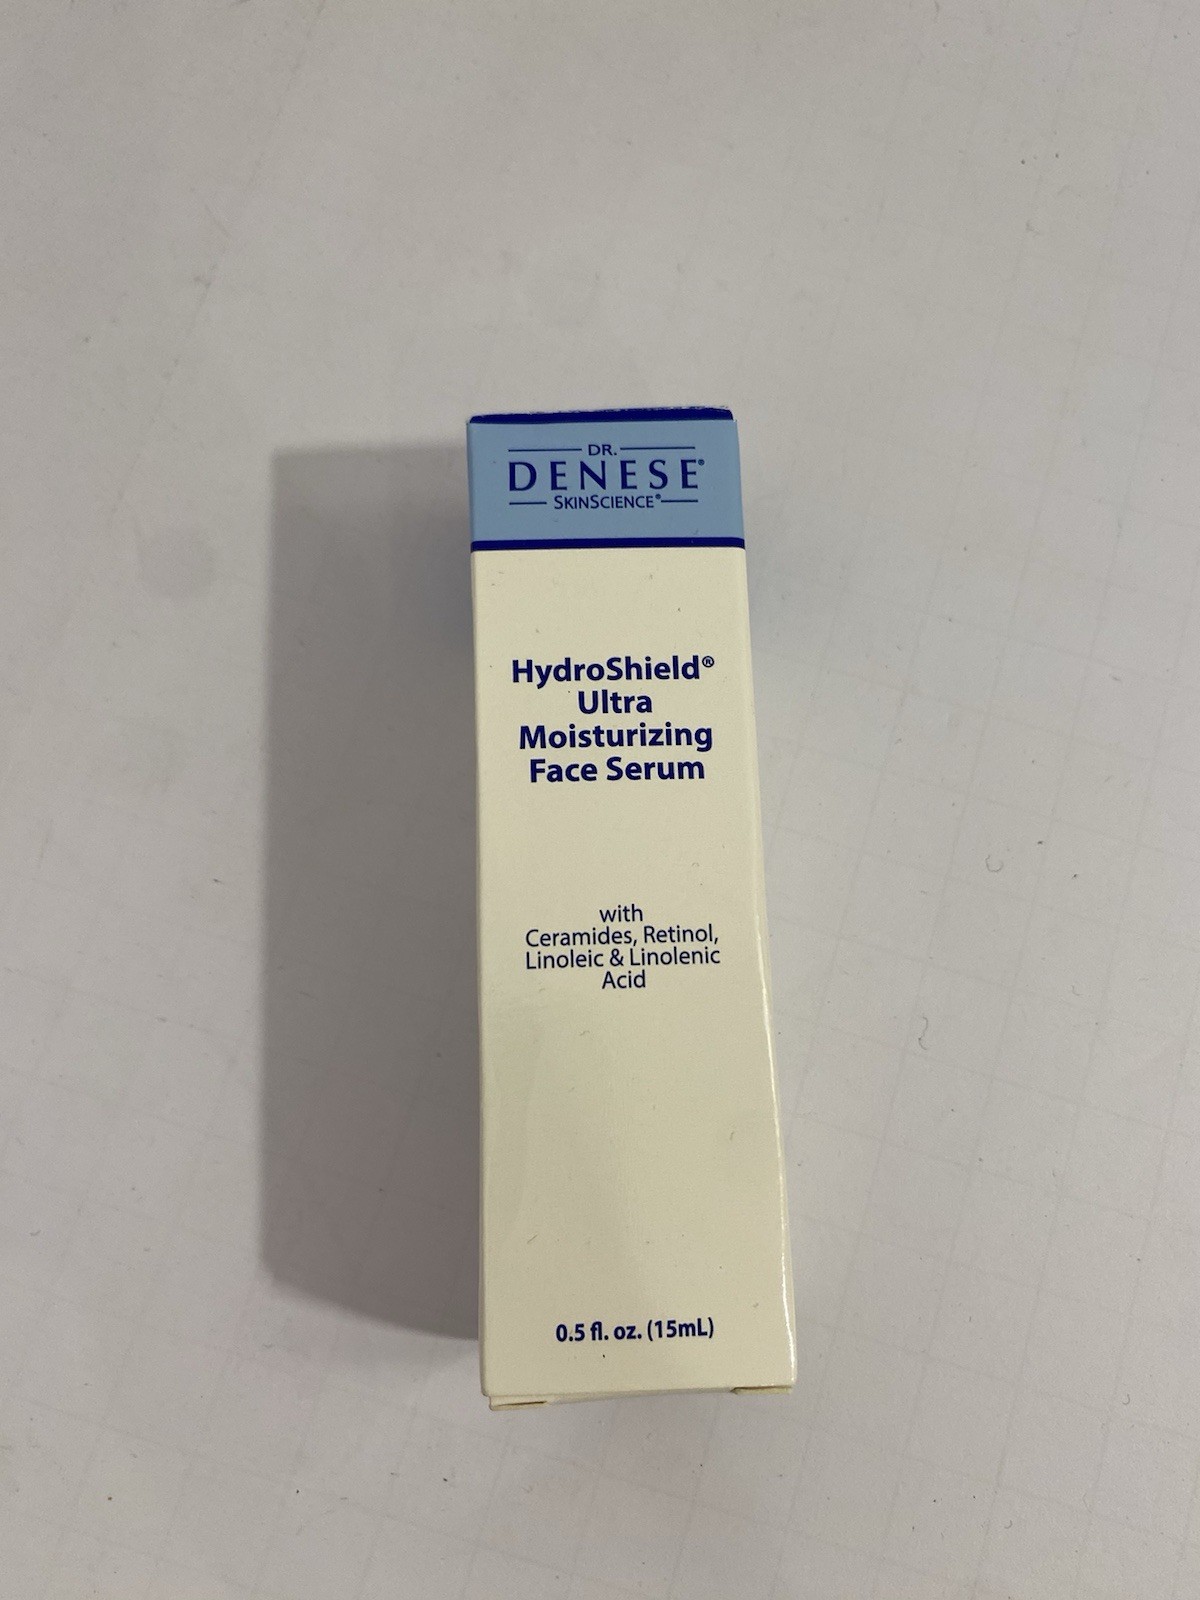 DR.
DENESE®
SKINSCIENCE®
HydroShield®
Ultra
Moisturizing
Face Serum
with
Ceramides, Retinol,
Linoleic & Linolenic
Acid
0.5 fl. oz. (15mL)